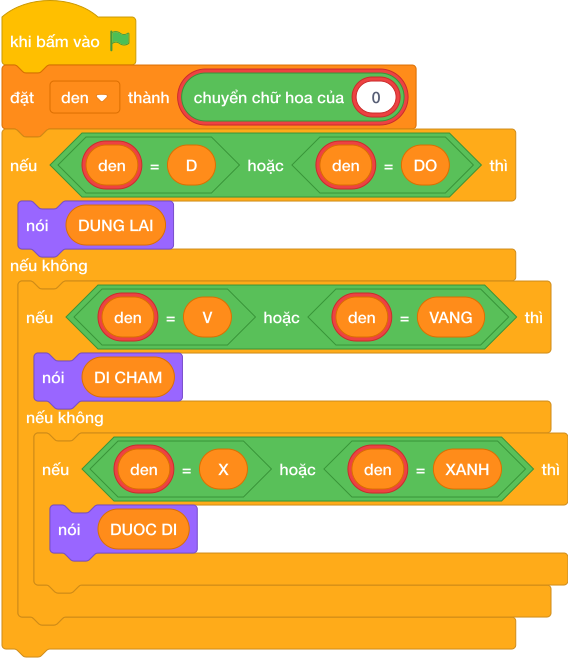 khi bấm vào
đặt den thành chuyển chữ hoa của 0
nếu den = D hoặc den = DO thì
nói DUNG LAI
nếu không
nếu den = V hoặc den = VANG thì
nói DI CHAM
nếu không
nếu den = X hoặc den = XANH thì
nói DUOC DI